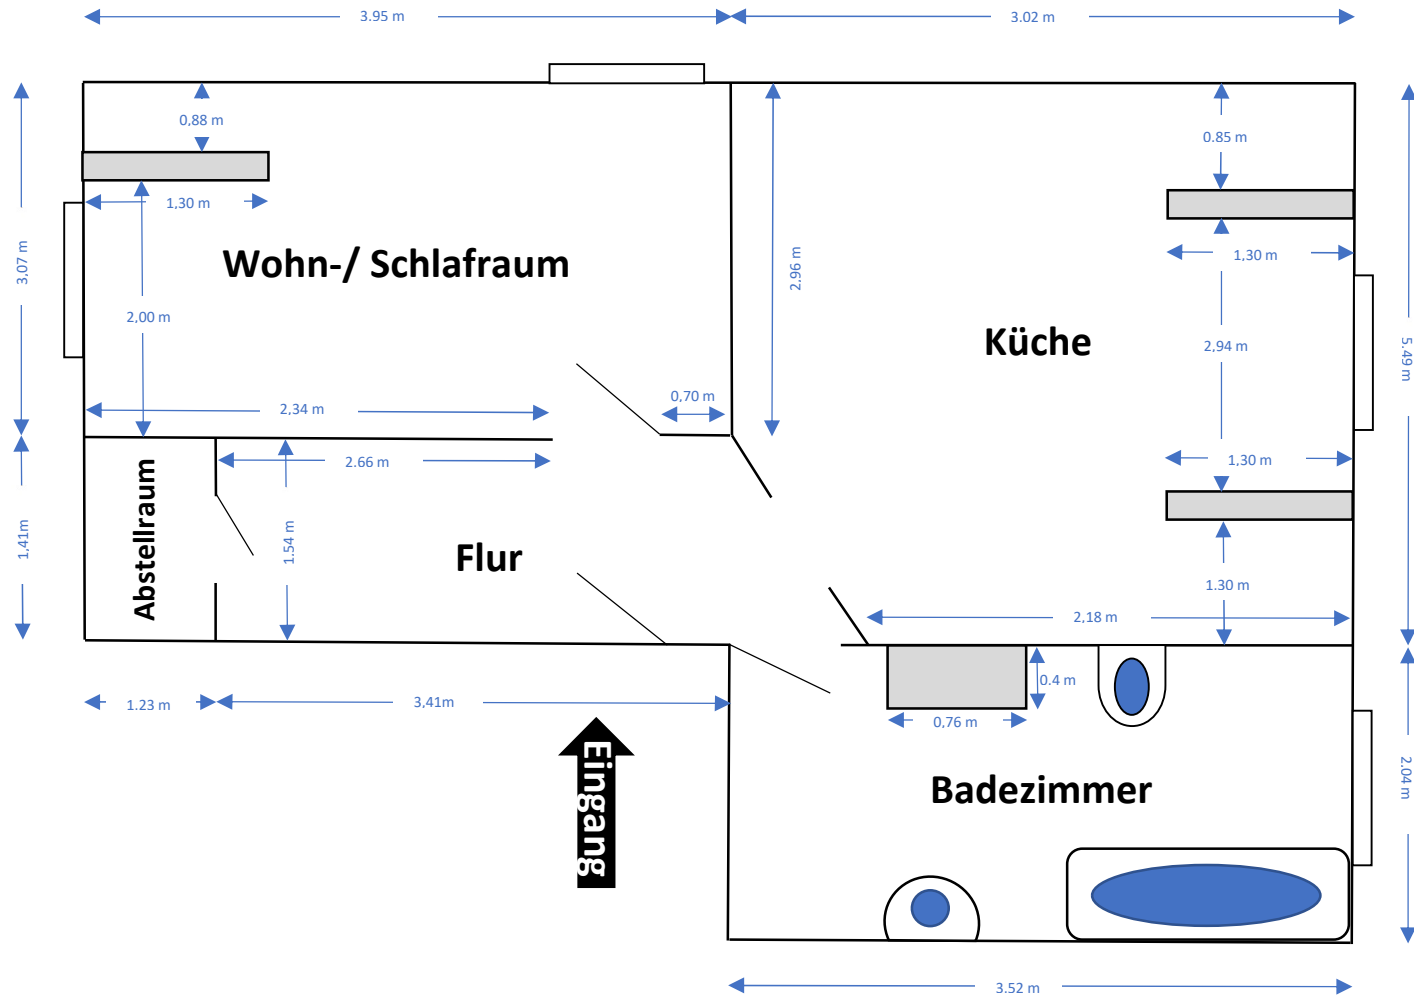 3.95 m
3.02 m
0,88 m
0.85 m
1,30 m
3,07 m
Wohn-/ Schlafraum
2,96 m
1,30 m
2,00 m
Küche
2,94 m
5.49 m
0,70 m
2,34 m
2.66 m
1,30 m
Abstellraum
1,41m
1.54 m
Flur
1.30 m
2,18 m
0.4 m
1.23 m
3,41m
0,76 m
Eingang
Badezimmer
2.04 m
3.52 m